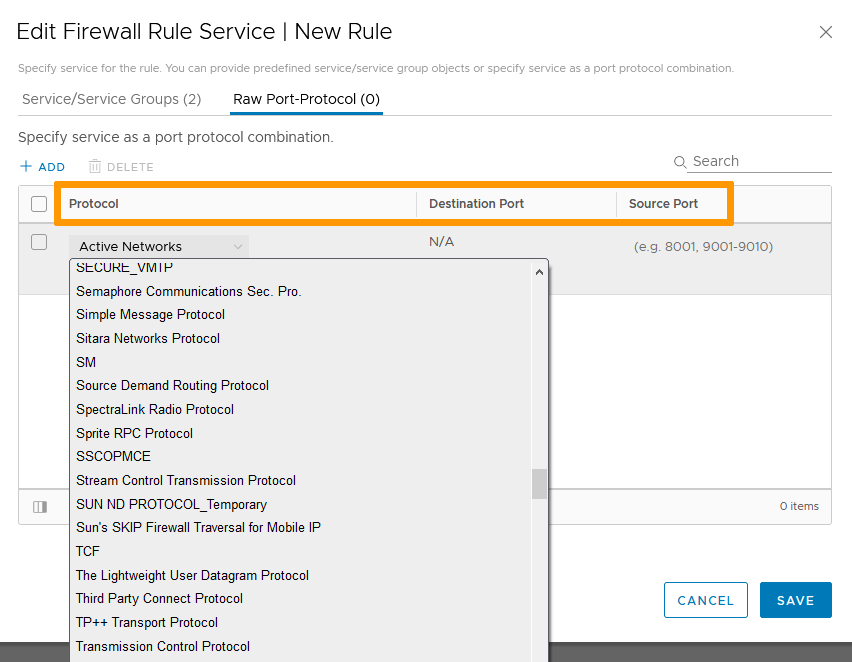 Edit Firewall Rule Service | New Rule
Specify service for the rule. You can provide predefined service/service group objects or specify service as a port protocol combination.
Service/Service Groups (2) Raw Port-Protocol (0)
Specify service as a port protocol combination.
+ ADD DELETE Search
Protocol Destination Port Source Port
Active Networks N/A (e.g. 8001, 9001-9010)
SECURE_VMTP
Semaphore Communications Sec. Pro.
Simple Message Protocol
Sitara Networks Protocol
SM
Source Demand Routing Protocol
SpectraLink Radio Protocol
Sprite RPC Protocol
SSCOPMCE
Stream Control Transmission Protocol
SUN ND PROTOCOL_Temporary
0 items
Sun's SKIP Firewall Traversal for Mobile IP
TCF
The Lightweight User Datagram Protocol
Third Party Connect Protocol
CANCEL SAVE
TP++ Transport Protocol
Transmission Control Protocol